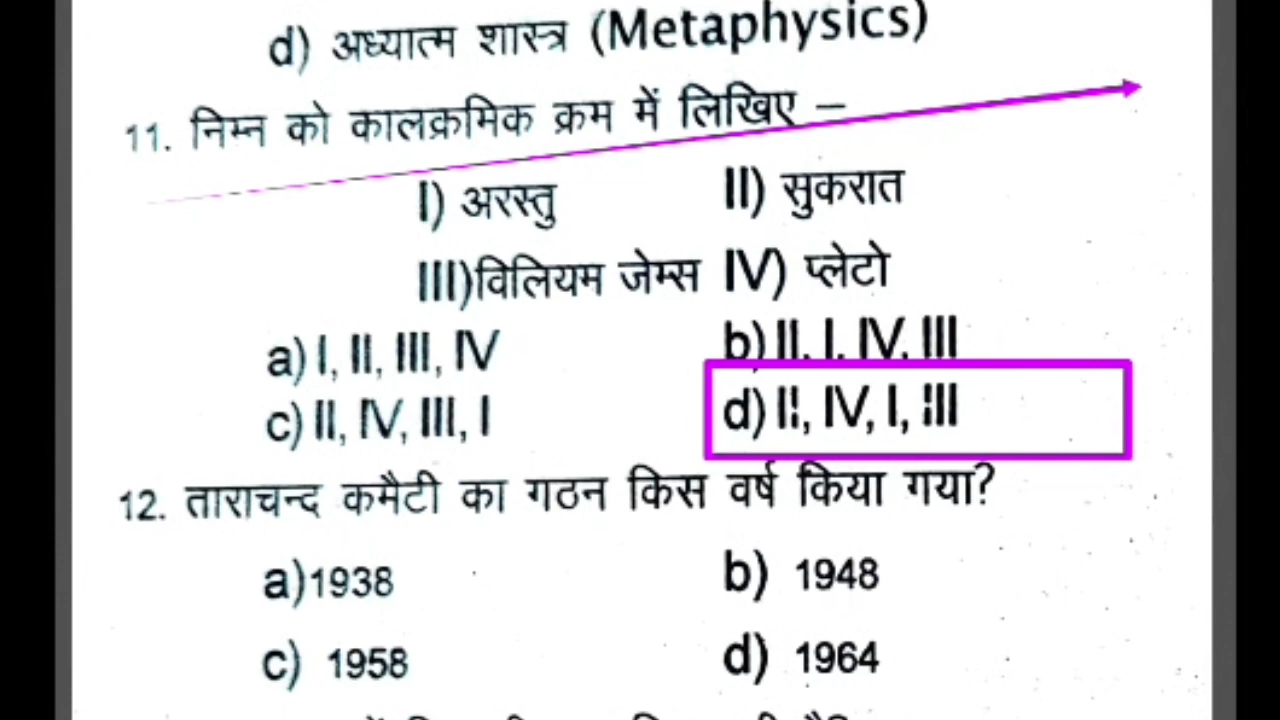 d) अध्यात्म शास्त्र (Metaphysics)
11. निम्न को कालक्रमिक क्रम में लिखिए –
I) अरस्तु II) सुकरात
III)विलियम जेम्स IV) प्लेटो
a) I, II, III, IV b) II, I, IV, III
c) II, IV, III, I d) II, IV, I, III
12. ताराचन्द कमैटी का गठन किस वर्ष किया गया?
a)1938 b) 1948
c) 1958 d) 1964